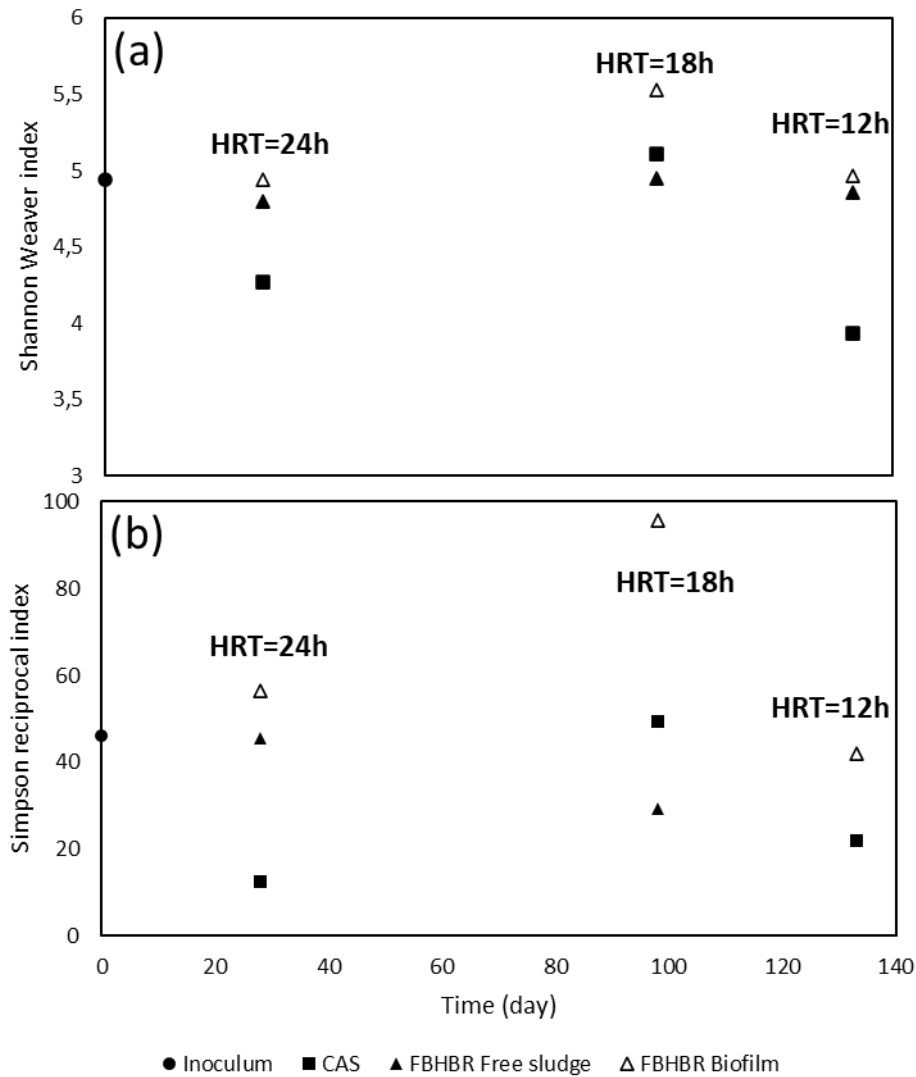 (a)
6
5,5
5
4,5
4
3,5
3
Shannon Weaver index
HRT=24h
HRT=18h
HRT=12h
(b)
100
80
60
40
20
0
Simpson reciprocal index
HRT=24h
HRT=18h
HRT=12h
0 20 40 60 80 100 120 140
Time (day)
Inoculum CAS FBHBR Free sludge FBHBR Biofilm